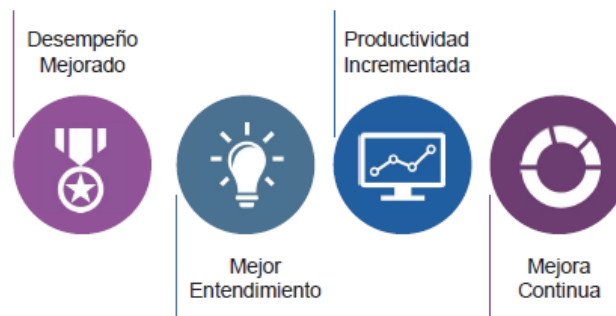 Desempeño
Mejorado
Mejor
Entendimiento
Productividad
Incrementada
Mejora
Continua